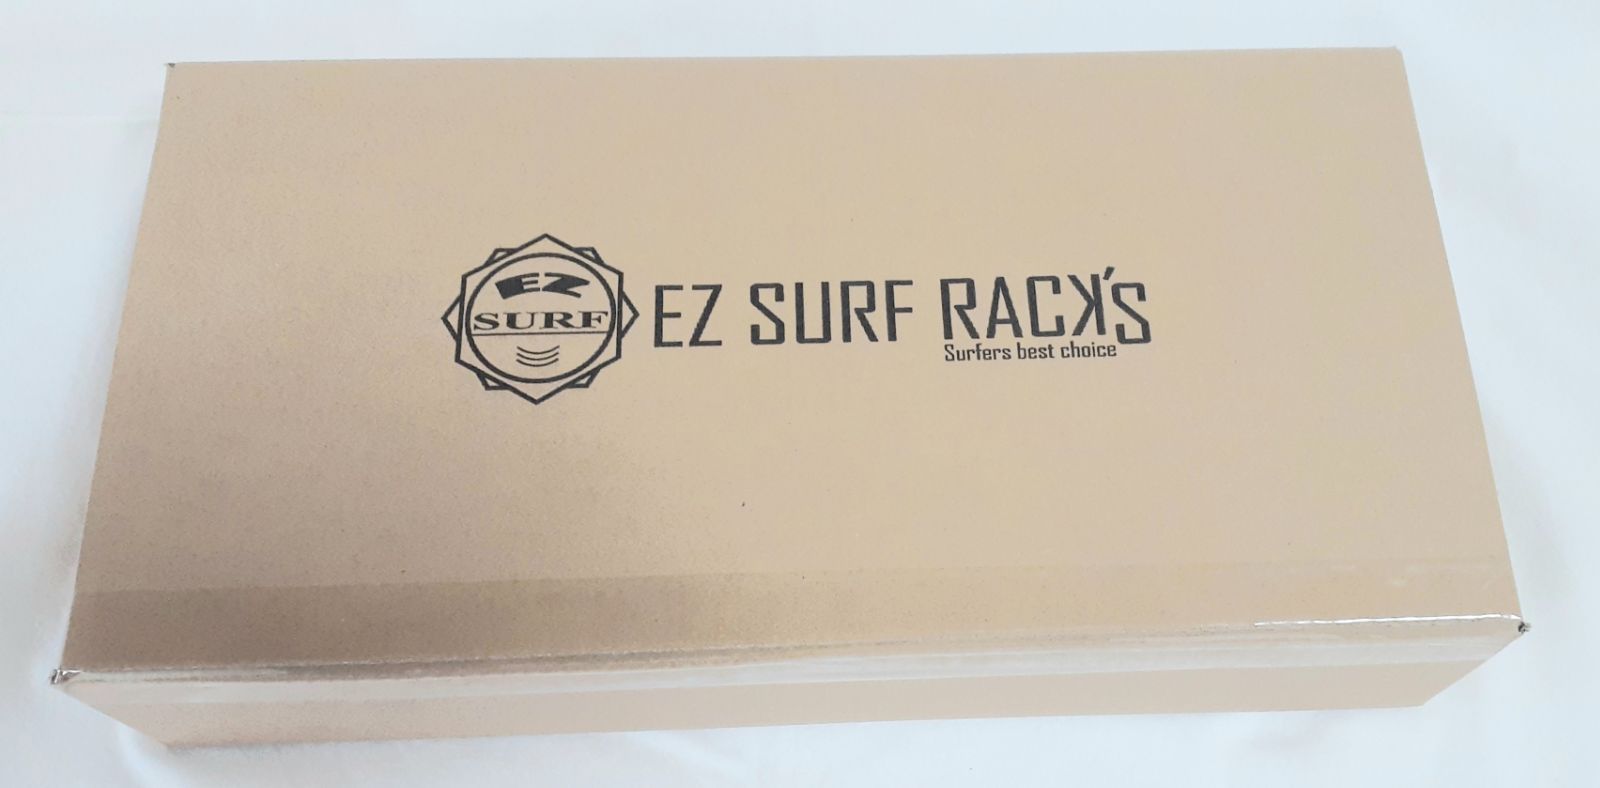 EZ
SURF
EZ SURF RACK'S
Surfers best choice